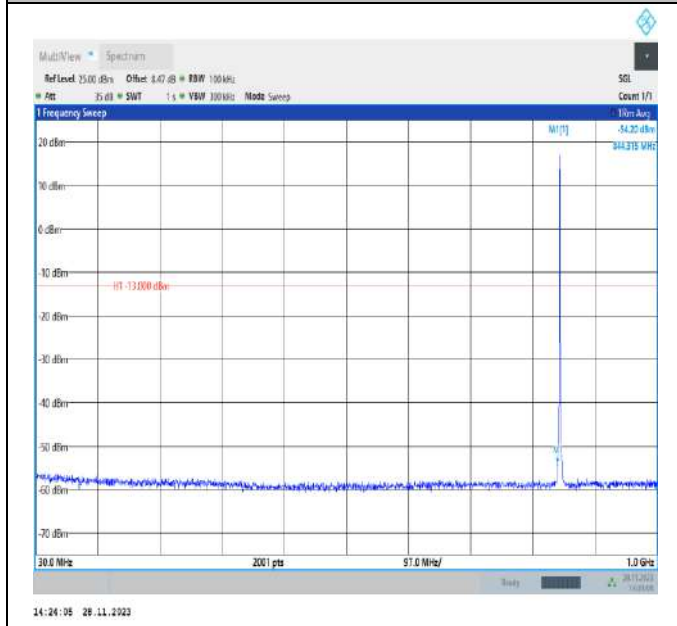 MultiView Spectrum
Ref Level 25.00 dBm Offset 8.47 dB RBW 100 kHz SGL
Att 35 dB SWT 1 s VBW 300 kHz Mode Sweep Count 1/1
1 Frequency Sweep 1Rm Avg
M1[1] -54.20 dBm
844.315 MHz
20 dBm
10 dBm
0 dBm
-10 dBm
H1 -13.000 dBm
-20 dBm
-30 dBm
-40 dBm
-50 dBm
-60 dBm
-70 dBm
30.0 MHz 2001 pts 97.0 MHz/ 1.0 GHz
Ready 28.11.2023
14:24:05 28.11.2023